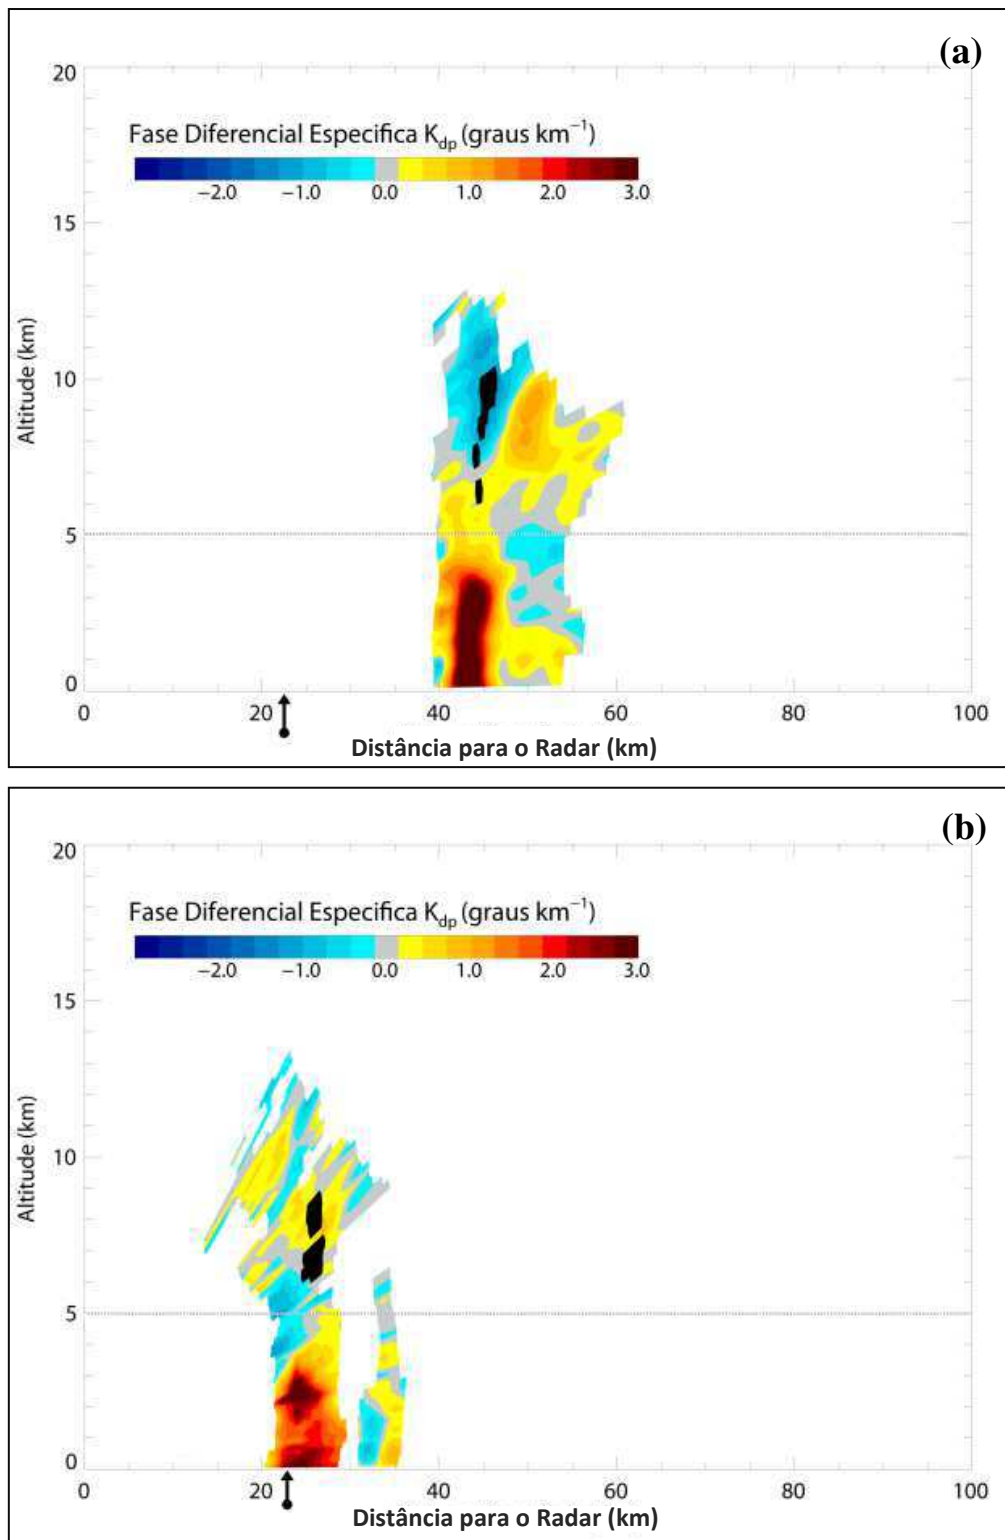 (a)
20
Fase Diferencial Especifica Kdp (graus km⁻¹)
−2.0 −1.0 0.0 1.0 2.0 3.0
15
Altitude (km)
10
5
0
0 20 40 60 80 100
Distância para o Radar (km)
(b)
20
Fase Diferencial Especifica Kdp (graus km⁻¹)
−2.0 −1.0 0.0 1.0 2.0 3.0
15
Altitude (km)
10
5
0
0 20 40 60 80 100
Distância para o Radar (km)